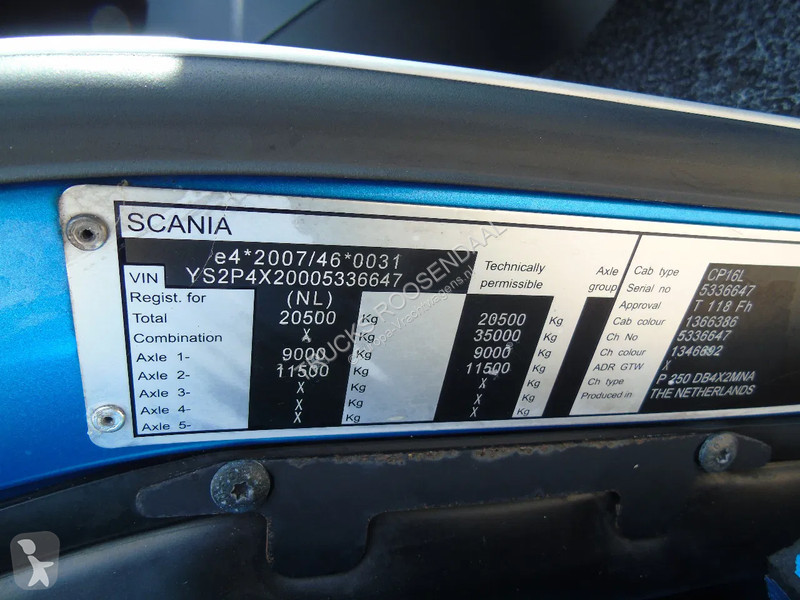 SCANIA
e4*2007/46*0031
VIN YS2P4X20005336647
Regist. for (NL)
Total 20500 Kg 20500 Kg
Combination X 35000 Kg
Axle 1- 9000 Kg 9000 Kg
Axle 2- 11500 Kg 11500 Kg
Axle 3- X Kg X Kg
Axle 4- X Kg X Kg
Axle 5- X Kg X Kg
Technically
permissible
Axle
group
Cab type CP16L
Serial no 5336647
Approval T 118 Fh
Cab colour 1366386
Ch No 5336647
Ch colour 1346892
ADR GTW X
Ch type P 250 DB4X2MNA
Produced in THE NETHERLANDS
TRUCKS ROOSENDAAL